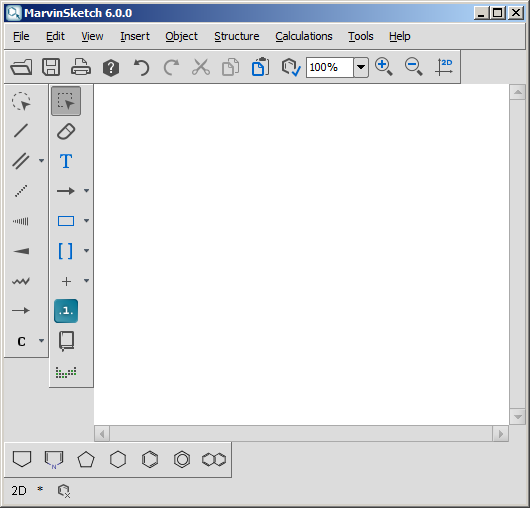 MarvinSketch 6.0.0
File Edit View Insert Object Structure Calculations Tools Help
100% 2D
T
.1.
C
N
2D *